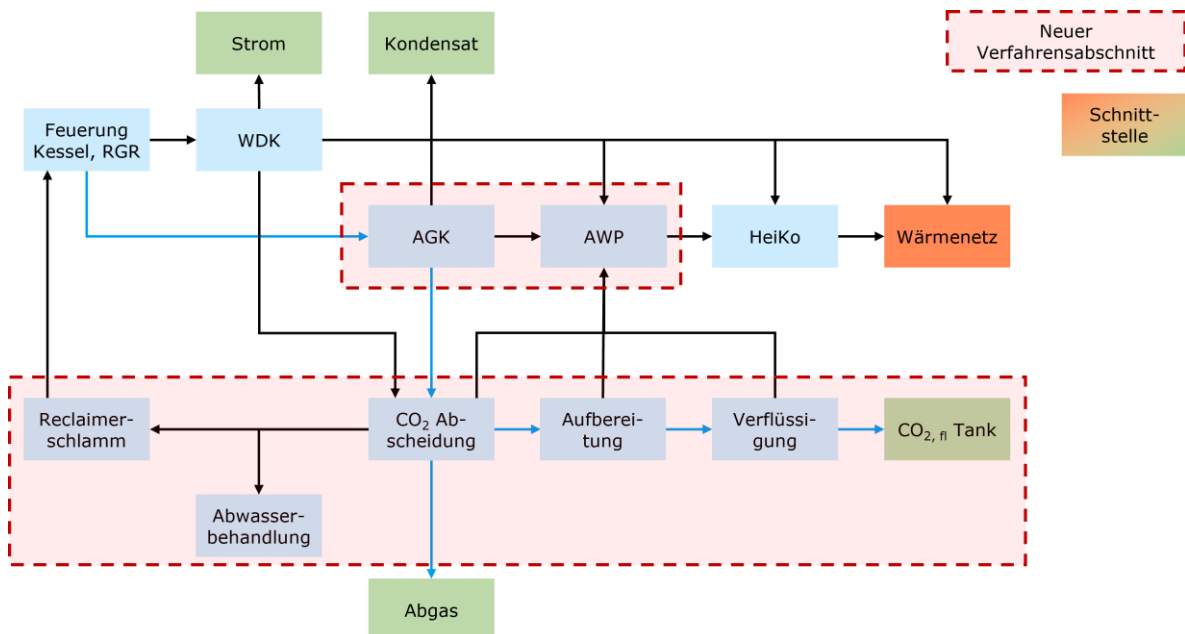 Strom
Kondensat
Neuer
Verfahrensabschnitt
Feuerung
Kessel, RGR
WDK
Schnitt-
stelle
AGK
AWP
HeiKo
Wärmenetz
Reclaimer-
schlamm
CO₂ Ab-
scheidung
Aufberei-
tung
Verflüssi-
gung
CO₂, fl Tank
Abwasser-
behandlung
Abgas